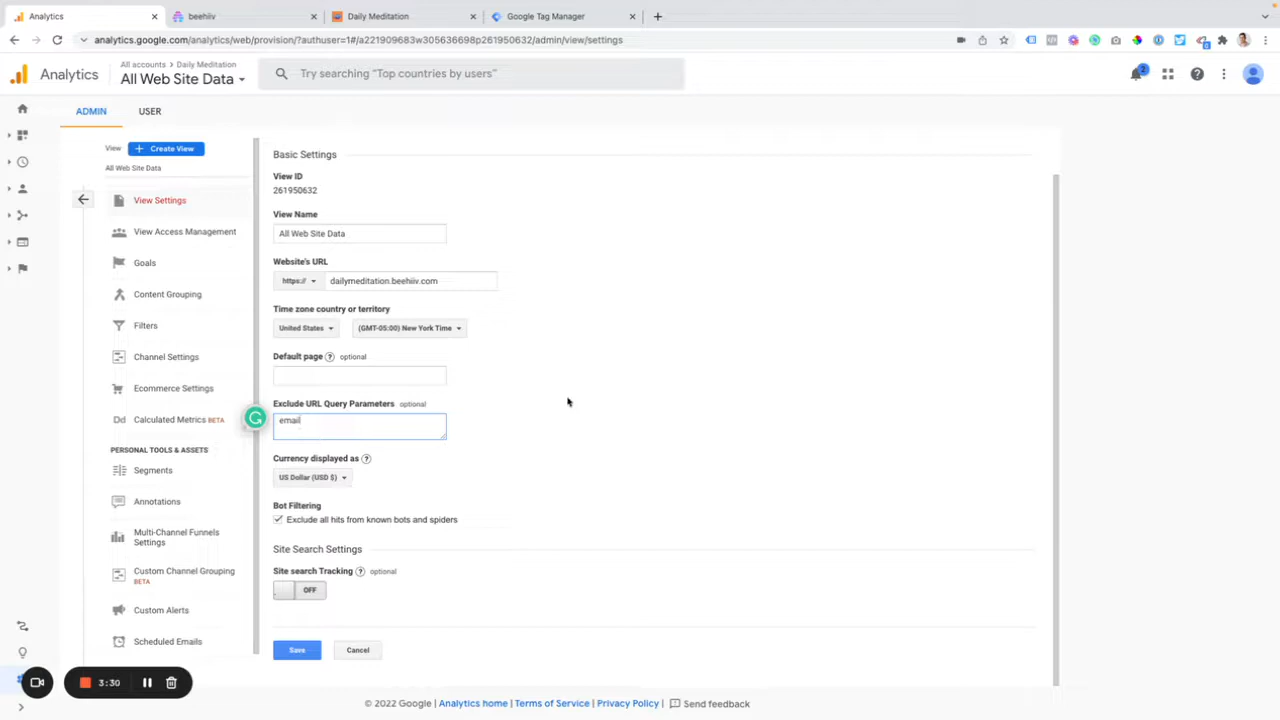 Analytics
beehiiv
Daily Meditation
Google Tag Manager
analytics.google.com/analytics/web/provision/?authuser=1#/a221909683w305636698p261950632/admin/view/settings
Analytics
All accounts > Daily Meditation
All Web Site Data
Try searching "Top countries by users"
2
ADMIN
USER
View
+ Create View
All Web Site Data
View Settings
View Access Management
Goals
Content Grouping
Filters
Channel Settings
Ecommerce Settings
Dd Calculated Metrics BETA
PERSONAL TOOLS & ASSETS
Segments
Annotations
Multi-Channel Funnels
Settings
Custom Channel Grouping
BETA
Custom Alerts
Scheduled Emails
Basic Settings
View ID
261950632
View Name
All Web Site Data
Website's URL
https://
dailymeditation.beehiiv.com
Time zone country or territory
United States
(GMT-05:00) New York Time
Default page ? optional
Exclude URL Query Parameters optional
email
Currency displayed as ?
US Dollar (USD $)
Bot Filtering
Exclude all hits from known bots and spiders
Site Search Settings
Site search Tracking ? optional
OFF
Save
Cancel
3:30
© 2022 Google | Analytics home | Terms of Service | Privacy Policy | Send feedback